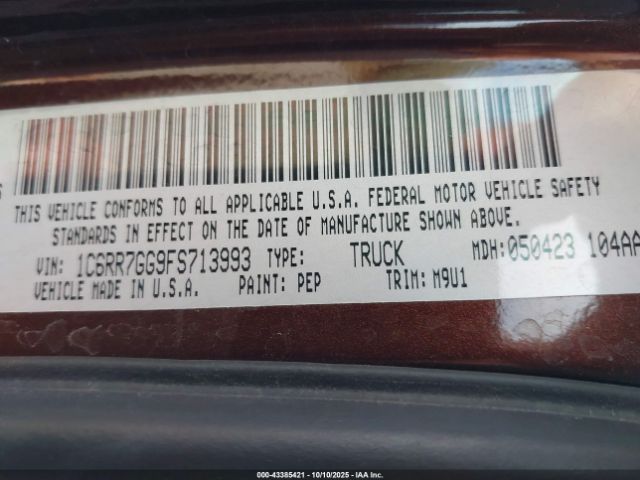 THIS VEHICLE CONFORMS TO ALL APPLICABLE U.S.A. FEDERAL MOTOR VEHICLE SAFETY
STANDARDS IN EFFECT ON THE DATE OF MANUFACTURE SHOWN ABOVE.
VIN: 1C6RR7GG9FS713993 TYPE: TRUCK MDH:050423 104AA
VEHICLE MADE IN U.S.A. PAINT: PEP TRIM: M9U1
000-43385421 - 10/10/2025 - IAA Inc.